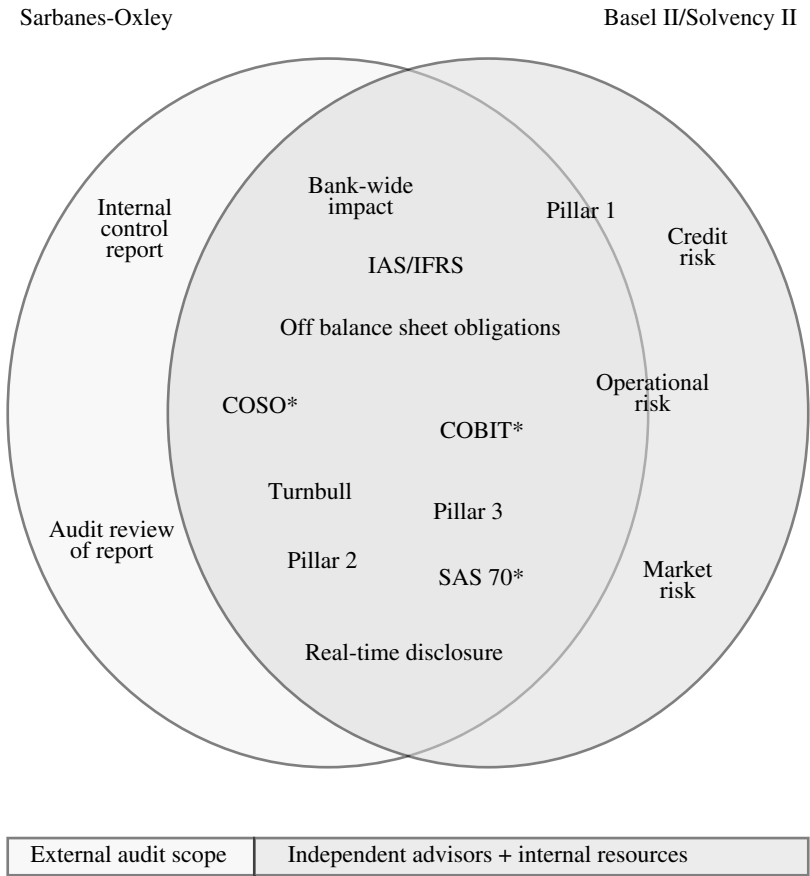 Sarbanes-Oxley
Basel II/Solvency II
Bank-wide
impact
Internal
control
report
Pillar 1
Credit
risk
IAS/IFRS
Off balance sheet obligations
Operational
risk
COSO*
COBIT*
Turnbull
Pillar 3
Audit review
of report
Pillar 2
SAS 70*
Market
risk
Real-time disclosure
External audit scope
Independent advisors + internal resources